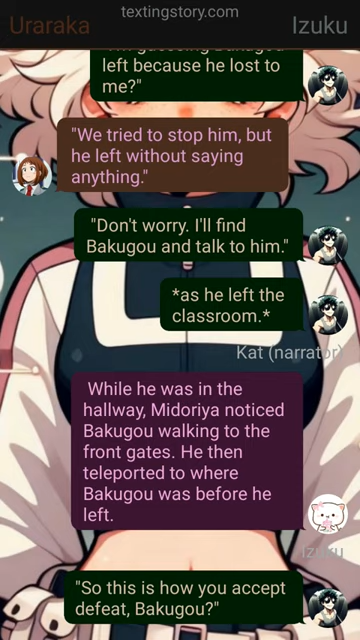 textingstory.com
Uraraka
Izuku
left because he lost to
me?"
"We tried to stop him, but
he left without saying
anything."
"Don't worry. I'll find
Bakugou and talk to him."
*as he left the
classroom.*
Kat (narrator)
While he was in the
hallway, Midoriya noticed
Bakugou walking to the
front gates. He then
teleported to where
Bakugou was before he
left.
Izuku
"So this is how you accept
defeat, Bakugou?"